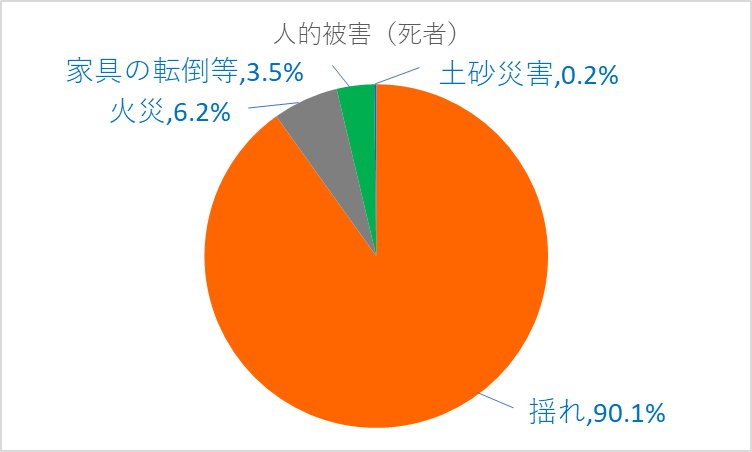 人的被害（死者）
家具の転倒等,3.5%
土砂災害,0.2%
火災,6.2%
揺れ,90.1%